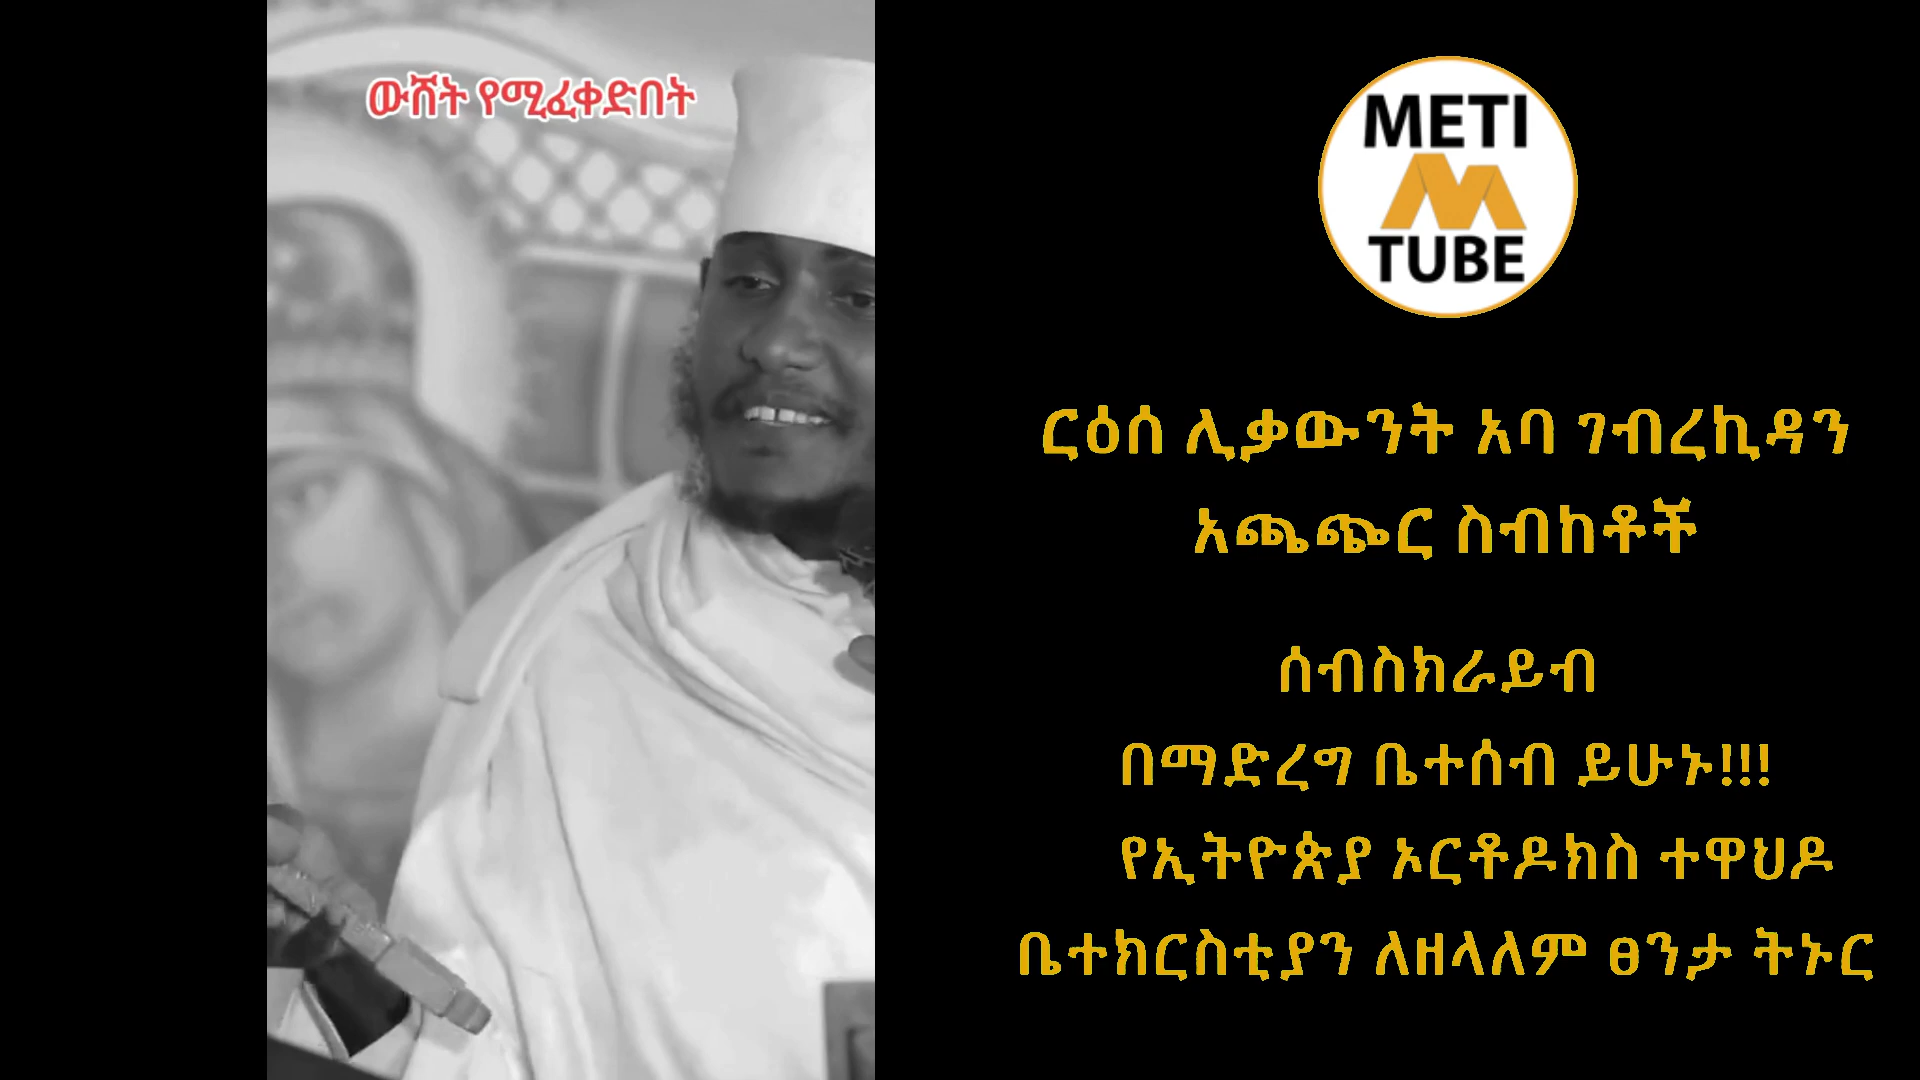 ውሸት የሚፈቀድበት
METI
TUBE
ርዕሰ ሊቃውንት አባ ገብረኪዳን
አጫጭር ስብከቶች
ሰብስክራይብ
በማድረግ ቤተሰብ ይሁኑ!!!
የኢትዮጵያ ኦርቶዶክስ ተዋህዶ
ቤተክርስቲያን ለዘላለም ፀንታ ትኑር